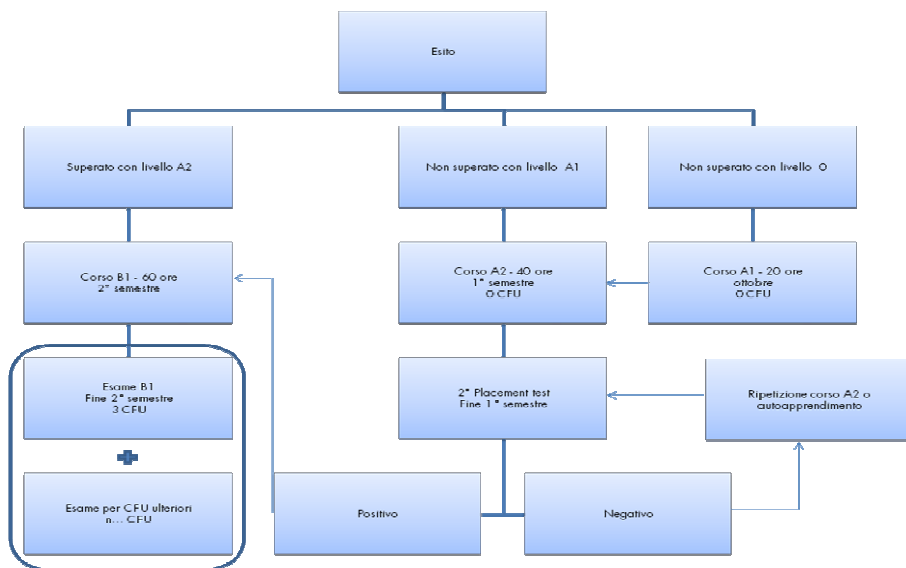 Esito
Superato con livello A2
Non superato con livello A1
Non superato con livello 0
Corso B1 - 60 ore
2° semestre
Corso A2 - 40 ore
1° semestre
0 CFU
Corso A1 - 20 ore
ottobre
0 CFU
Esame B1
Fine 2° semestre
3 CFU
2° Placement test
Fine 1° semestre
Ripetizione corso A2 o
autoapprendimento
Esame per CFU ulteriori
n... CFU
Positivo
Negativo